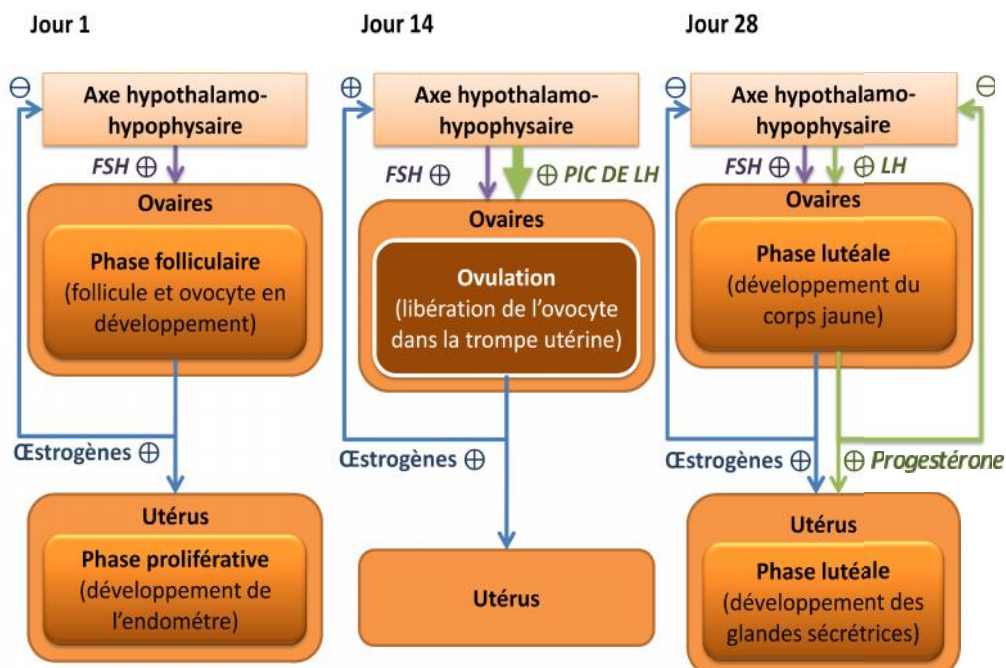 Jour 1
⊖
Axe hypothalamo-
hypophysaire
FSH ⊕
Ovaires
Phase folliculaire
(follicule et ovocyte en
développement)
Œstrogènes ⊕
Utérus
Phase proliférative
(développement de
l'endométre)
Jour 14
⊕
Axe hypothalamo-
hypophysaire
FSH ⊕
⊕ PIC DE LH
Ovaires
Ovulation
(libération de l'ovocyte
dans la trompe utérine)
Œstrogènes ⊕
Utérus
Jour 28
⊖
⊖
Axe hypothalamo-
hypophysaire
FSH ⊕
⊕ LH
Ovaires
Phase lutéale
(développement du
corps jaune)
Œstrogènes ⊕
⊕ Progestérone
Utérus
Phase lutéale
(développement des
glandes sécrétrices)